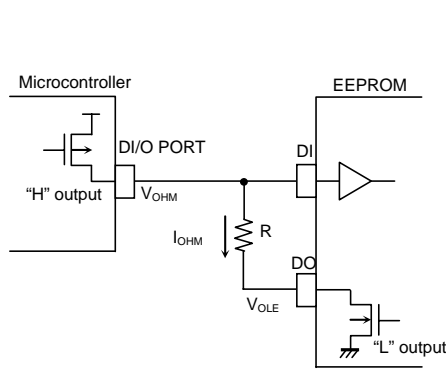 Microcontroller
EEPROM
DI/O PORT
DI
"H" output
VOHM
IOHM
R
DO
VOLE
"L" output